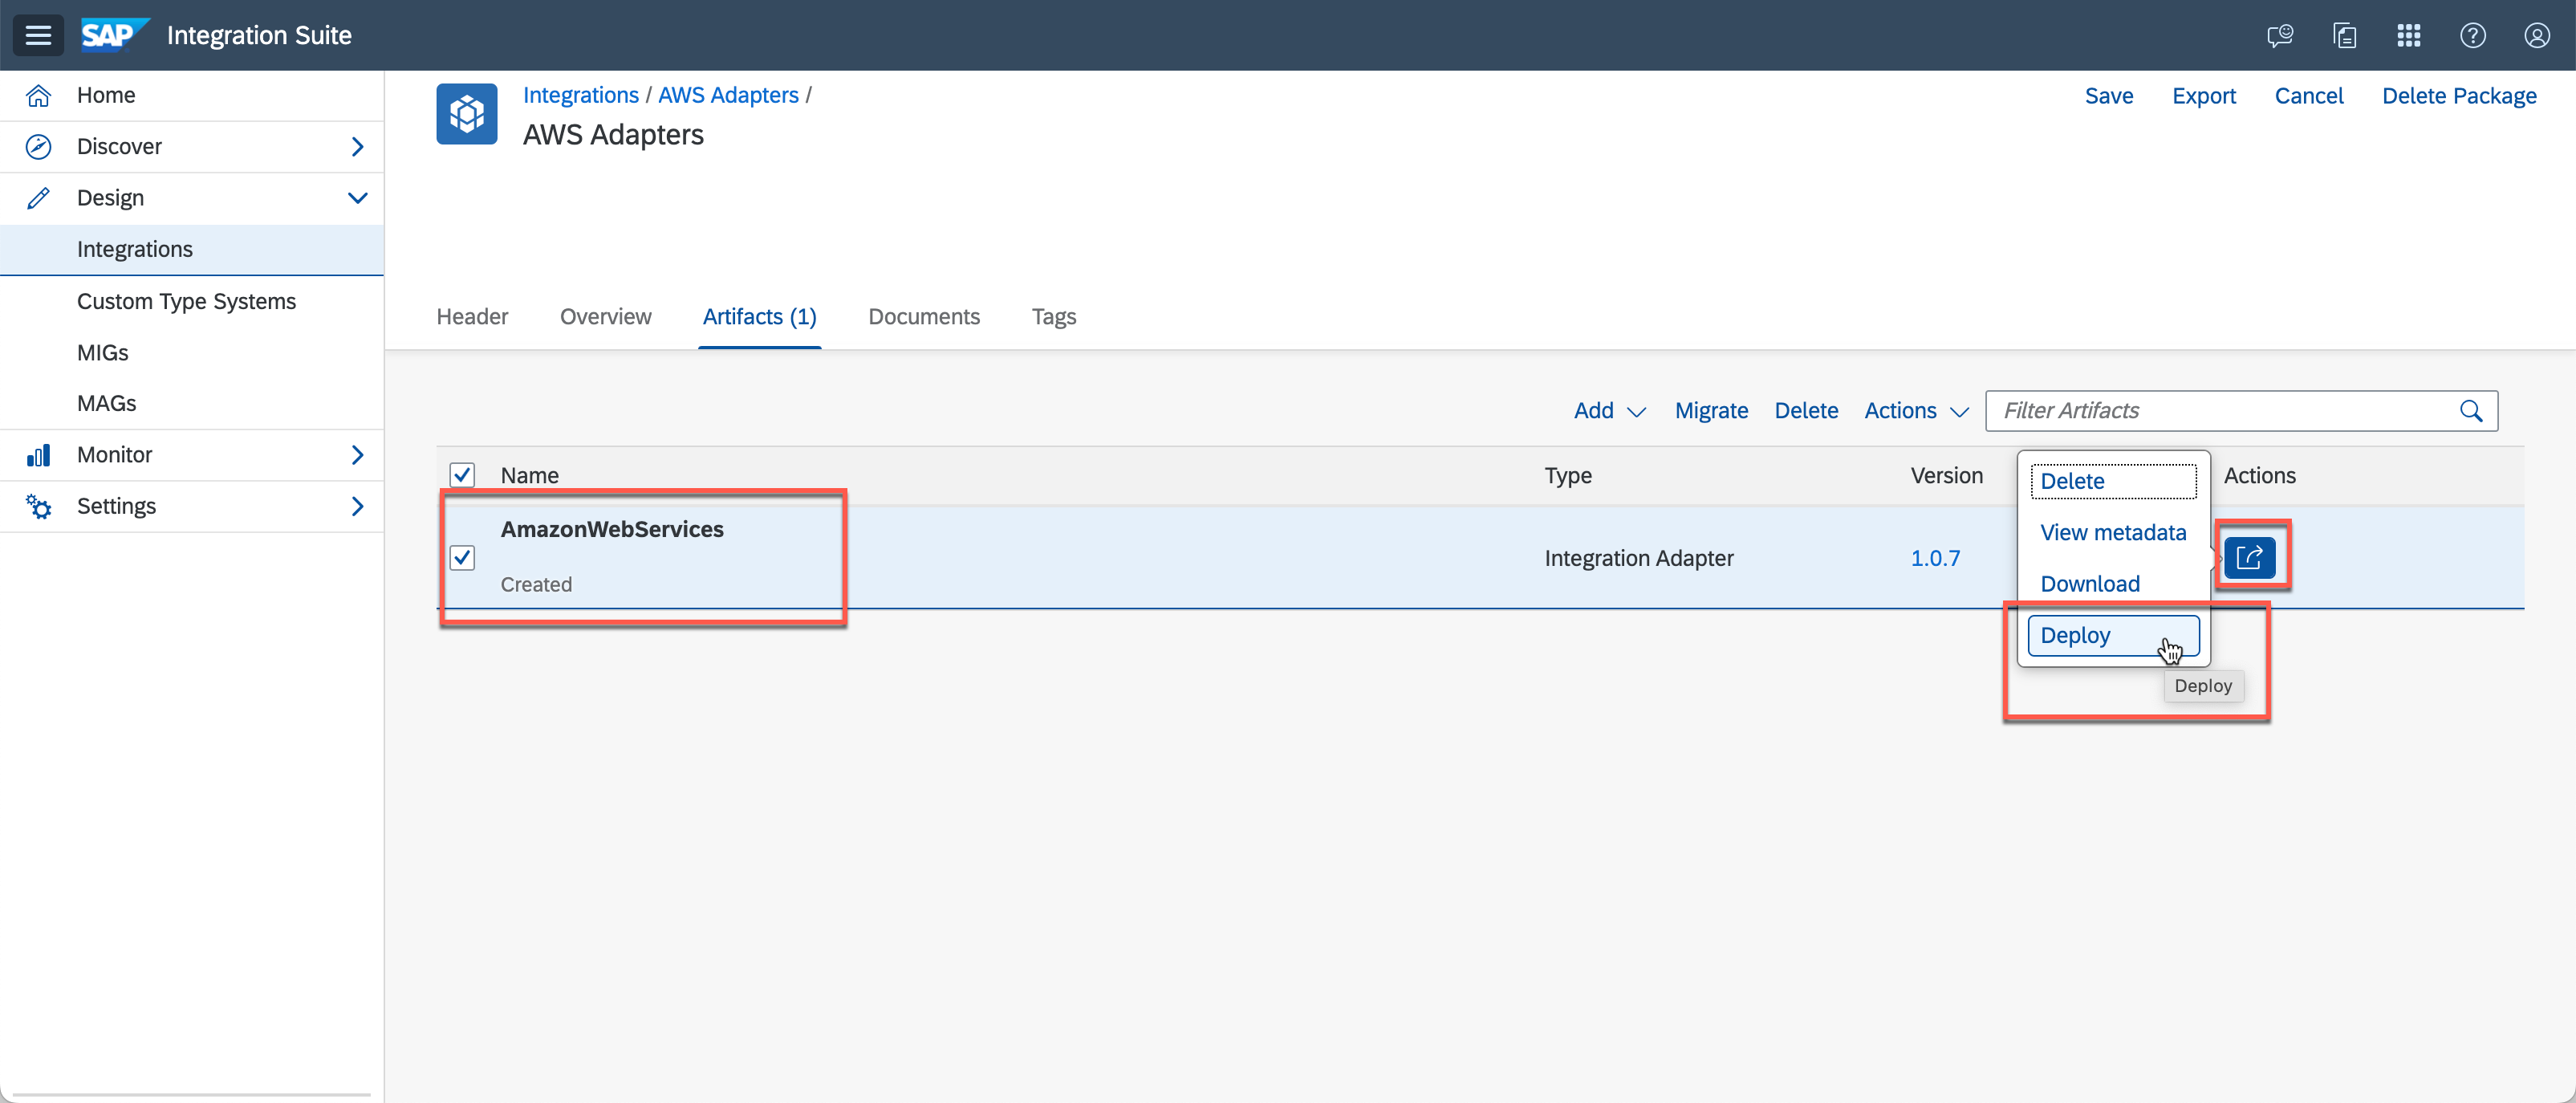 SAP Integration Suite
Home
Discover
Design
Integrations
Custom Type Systems
MIGs
MAGs
Monitor
Settings
Integrations / AWS Adapters /
AWS Adapters
Save Export Cancel Delete Package
Header Overview Artifacts (1) Documents Tags
Add Migrate Delete Actions Filter Artifacts
Name Type Version Actions
AmazonWebServices
Created
Integration Adapter 1.0.7
Delete
View metadata
Download
Deploy
Deploy